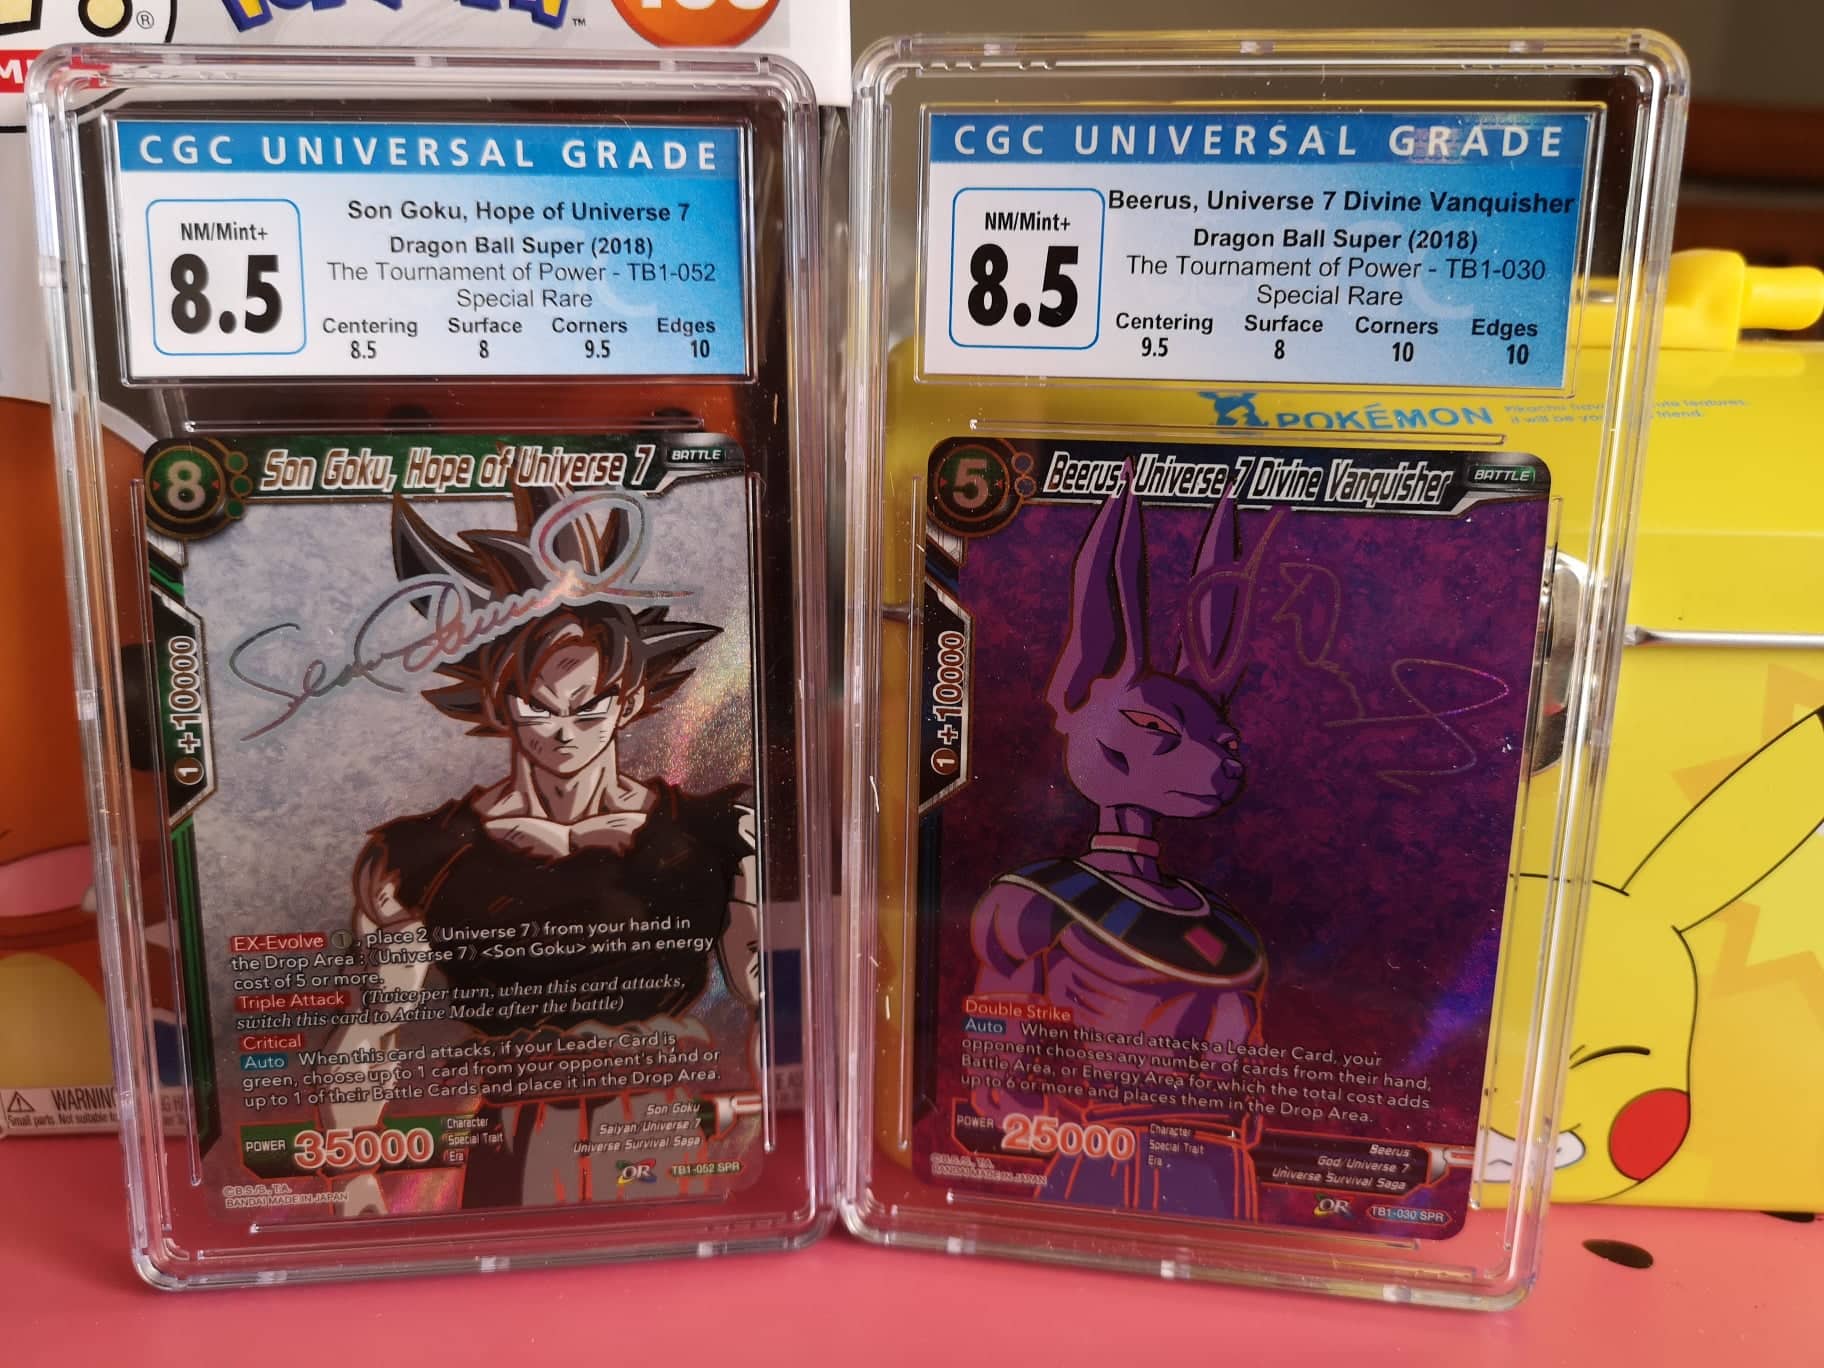 CGC UNIVERSAL GRADE
NM/Mint+
8.5
Son Goku, Hope of Universe 7
Dragon Ball Super (2018)
The Tournament of Power - TB1-052
Special Rare
Centering Surface Corners Edges
8.5 8 9.5 10
8
Son Goku, Hope of Universe 7
BATTLE
Sean Schemmel
1 +10000
EX-Evolve 1, place 2 《Universe 7》 from your hand in
the Drop Area : 《Universe 7》 <Son Goku> with an energy
cost of 5 or more.
Triple Attack (Twice per turn, when this card attacks,
switch this card to Active Mode after the battle)
Critical
Auto When this card attacks, if your Leader Card is
green, choose up to 1 card from your opponent's hand or
up to 1 of their Battle Cards and place it in the Drop Area.
POWER 35000
Character Son Goku
Special Trait Saiyan/Universe 7
Era Universe Survival Saga
TB1-052 SPR
©B.S./S., T.A.
BANDAI MADE IN JAPAN
CGC UNIVERSAL GRADE
NM/Mint+
8.5
Beerus, Universe 7 Divine Vanquisher
Dragon Ball Super (2018)
The Tournament of Power - TB1-030
Special Rare
Centering Surface Corners Edges
9.5 8 10 10
5
Beerus, Universe 7 Divine Vanquisher
BATTLE
1 +10000
Double Strike
Auto When this card attacks a Leader Card, your
opponent chooses any number of cards from their hand,
Battle Area, or Energy Area for which the total cost adds
up to 6 or more and places them in the Drop Area.
POWER 25000
Character Beerus
Special Trait God/Universe 7
Era Universe Survival Saga
TB1-030 SPR
©B.S./S., T.A.
BANDAI MADE IN JAPAN
POKÉMON
WARNING
Small parts